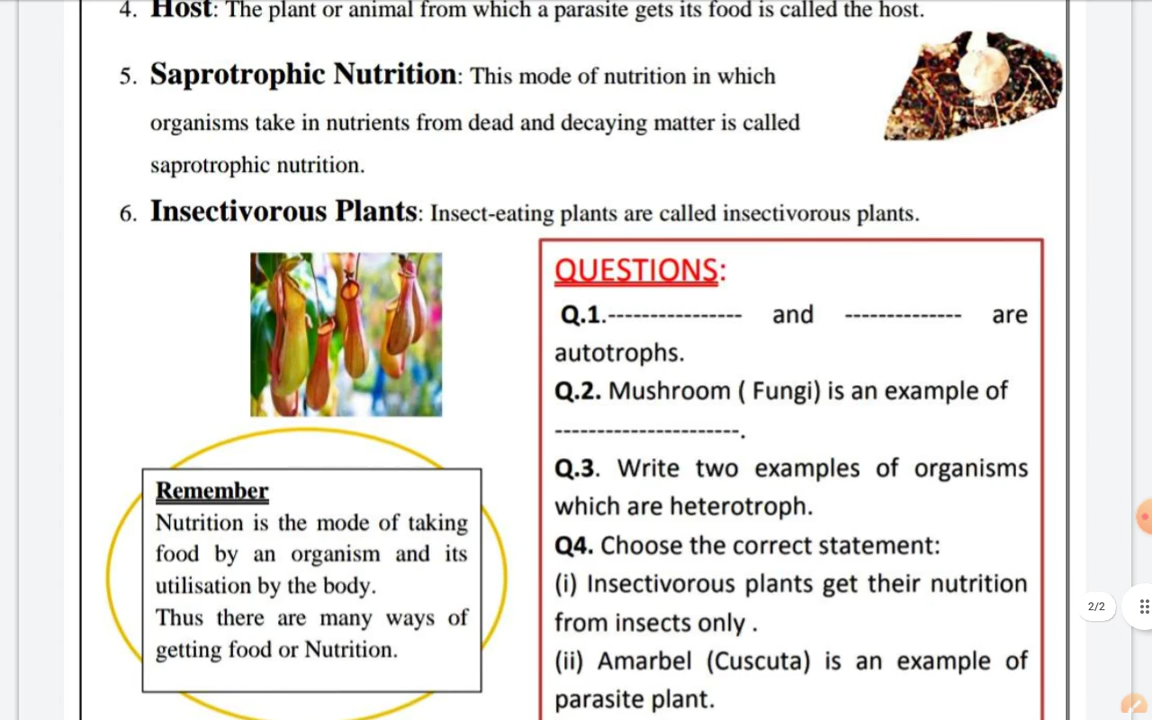 4. Host: The plant or animal from which a parasite gets its food is called the host.
5. Saprotrophic Nutrition: This mode of nutrition in which
organisms take in nutrients from dead and decaying matter is called
saprotrophic nutrition.
6. Insectivorous Plants: Insect-eating plants are called insectivorous plants.
QUESTIONS:
Q.1.---------------- and -------------- are
autotrophs.
Q.2. Mushroom ( Fungi) is an example of
----------------------.
Q.3. Write two examples of organisms
which are heterotroph.
Q4. Choose the correct statement:
(i) Insectivorous plants get their nutrition
from insects only .
(ii) Amarbel (Cuscuta) is an example of
parasite plant.
Remember
Nutrition is the mode of taking
food by an organism and its
utilisation by the body.
Thus there are many ways of
getting food or Nutrition.
2/2